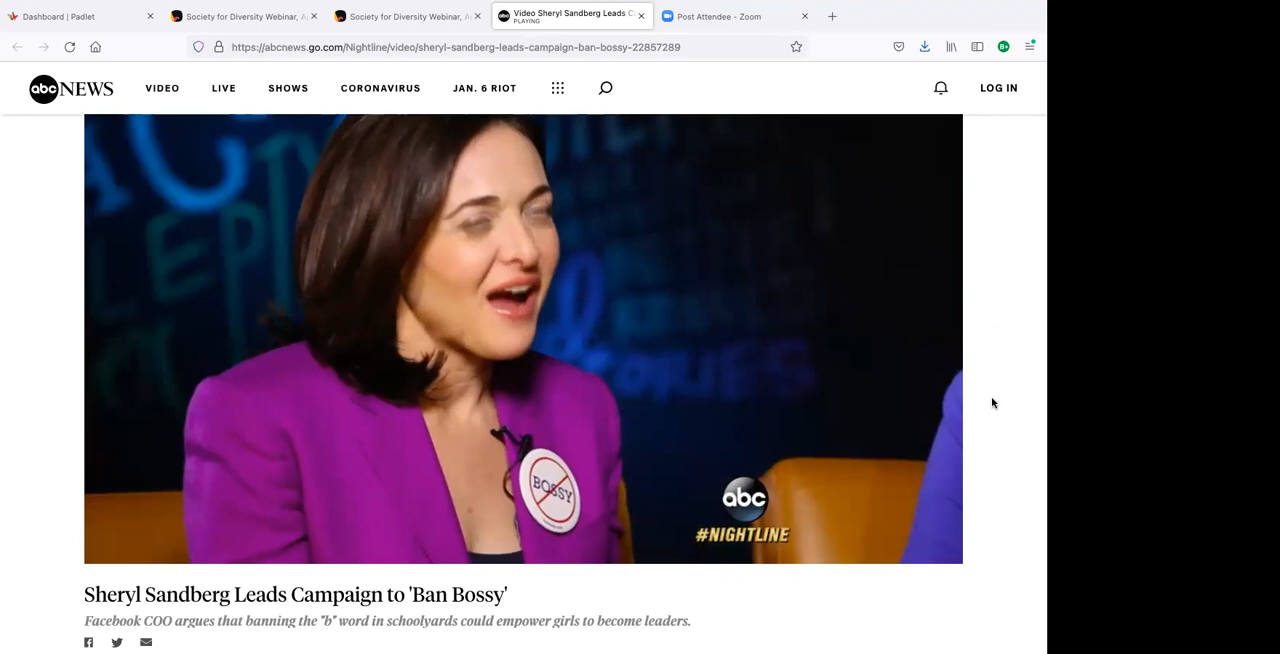 Dashboard | Padlet
Society for Diversity Webinar, A
Society for Diversity Webinar, A
Video Sheryl Sandberg Leads C
PLAYING
Post Attendee - Zoom
https://abcnews.go.com/Nightline/video/sheryl-sandberg-leads-campaign-ban-bossy-22857289
B+
abc NEWS
VIDEO
LIVE
SHOWS
CORONAVIRUS
JAN. 6 RIOT
LOG IN
BOSSY
abc
#NIGHTLINE
Sheryl Sandberg Leads Campaign to 'Ban Bossy'
Facebook COO argues that banning the "b" word in schoolyards could empower girls to become leaders.